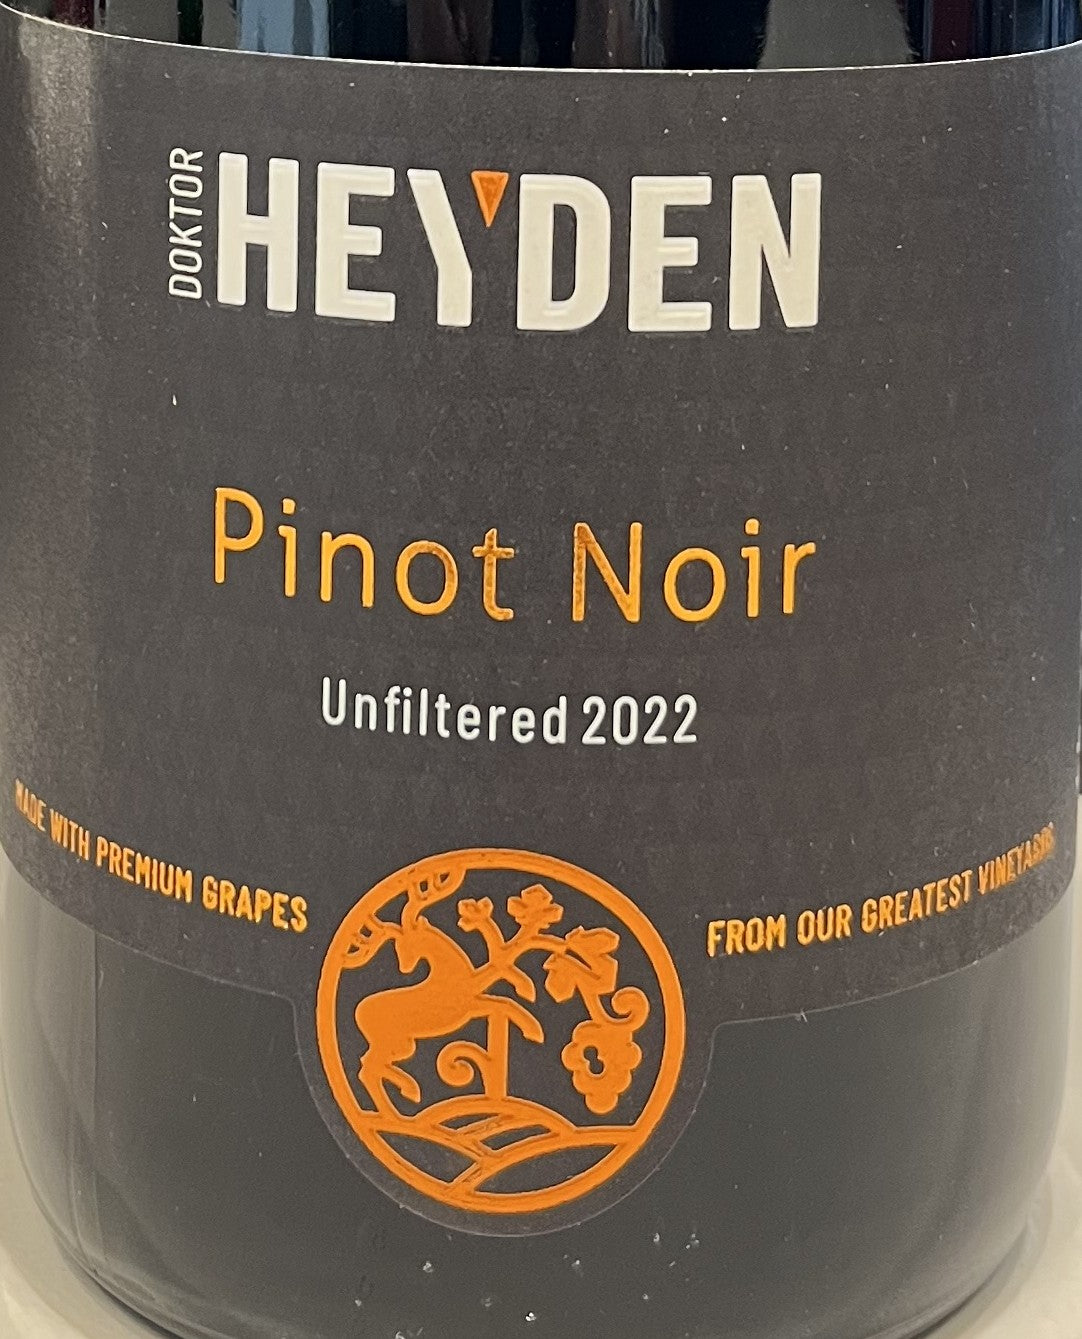 DOKTOR
HEYDEN
Pinot Noir
Unfiltered 2022
MADE WITH PREMIUM GRAPES
FROM OUR GREATEST VINEYARDS